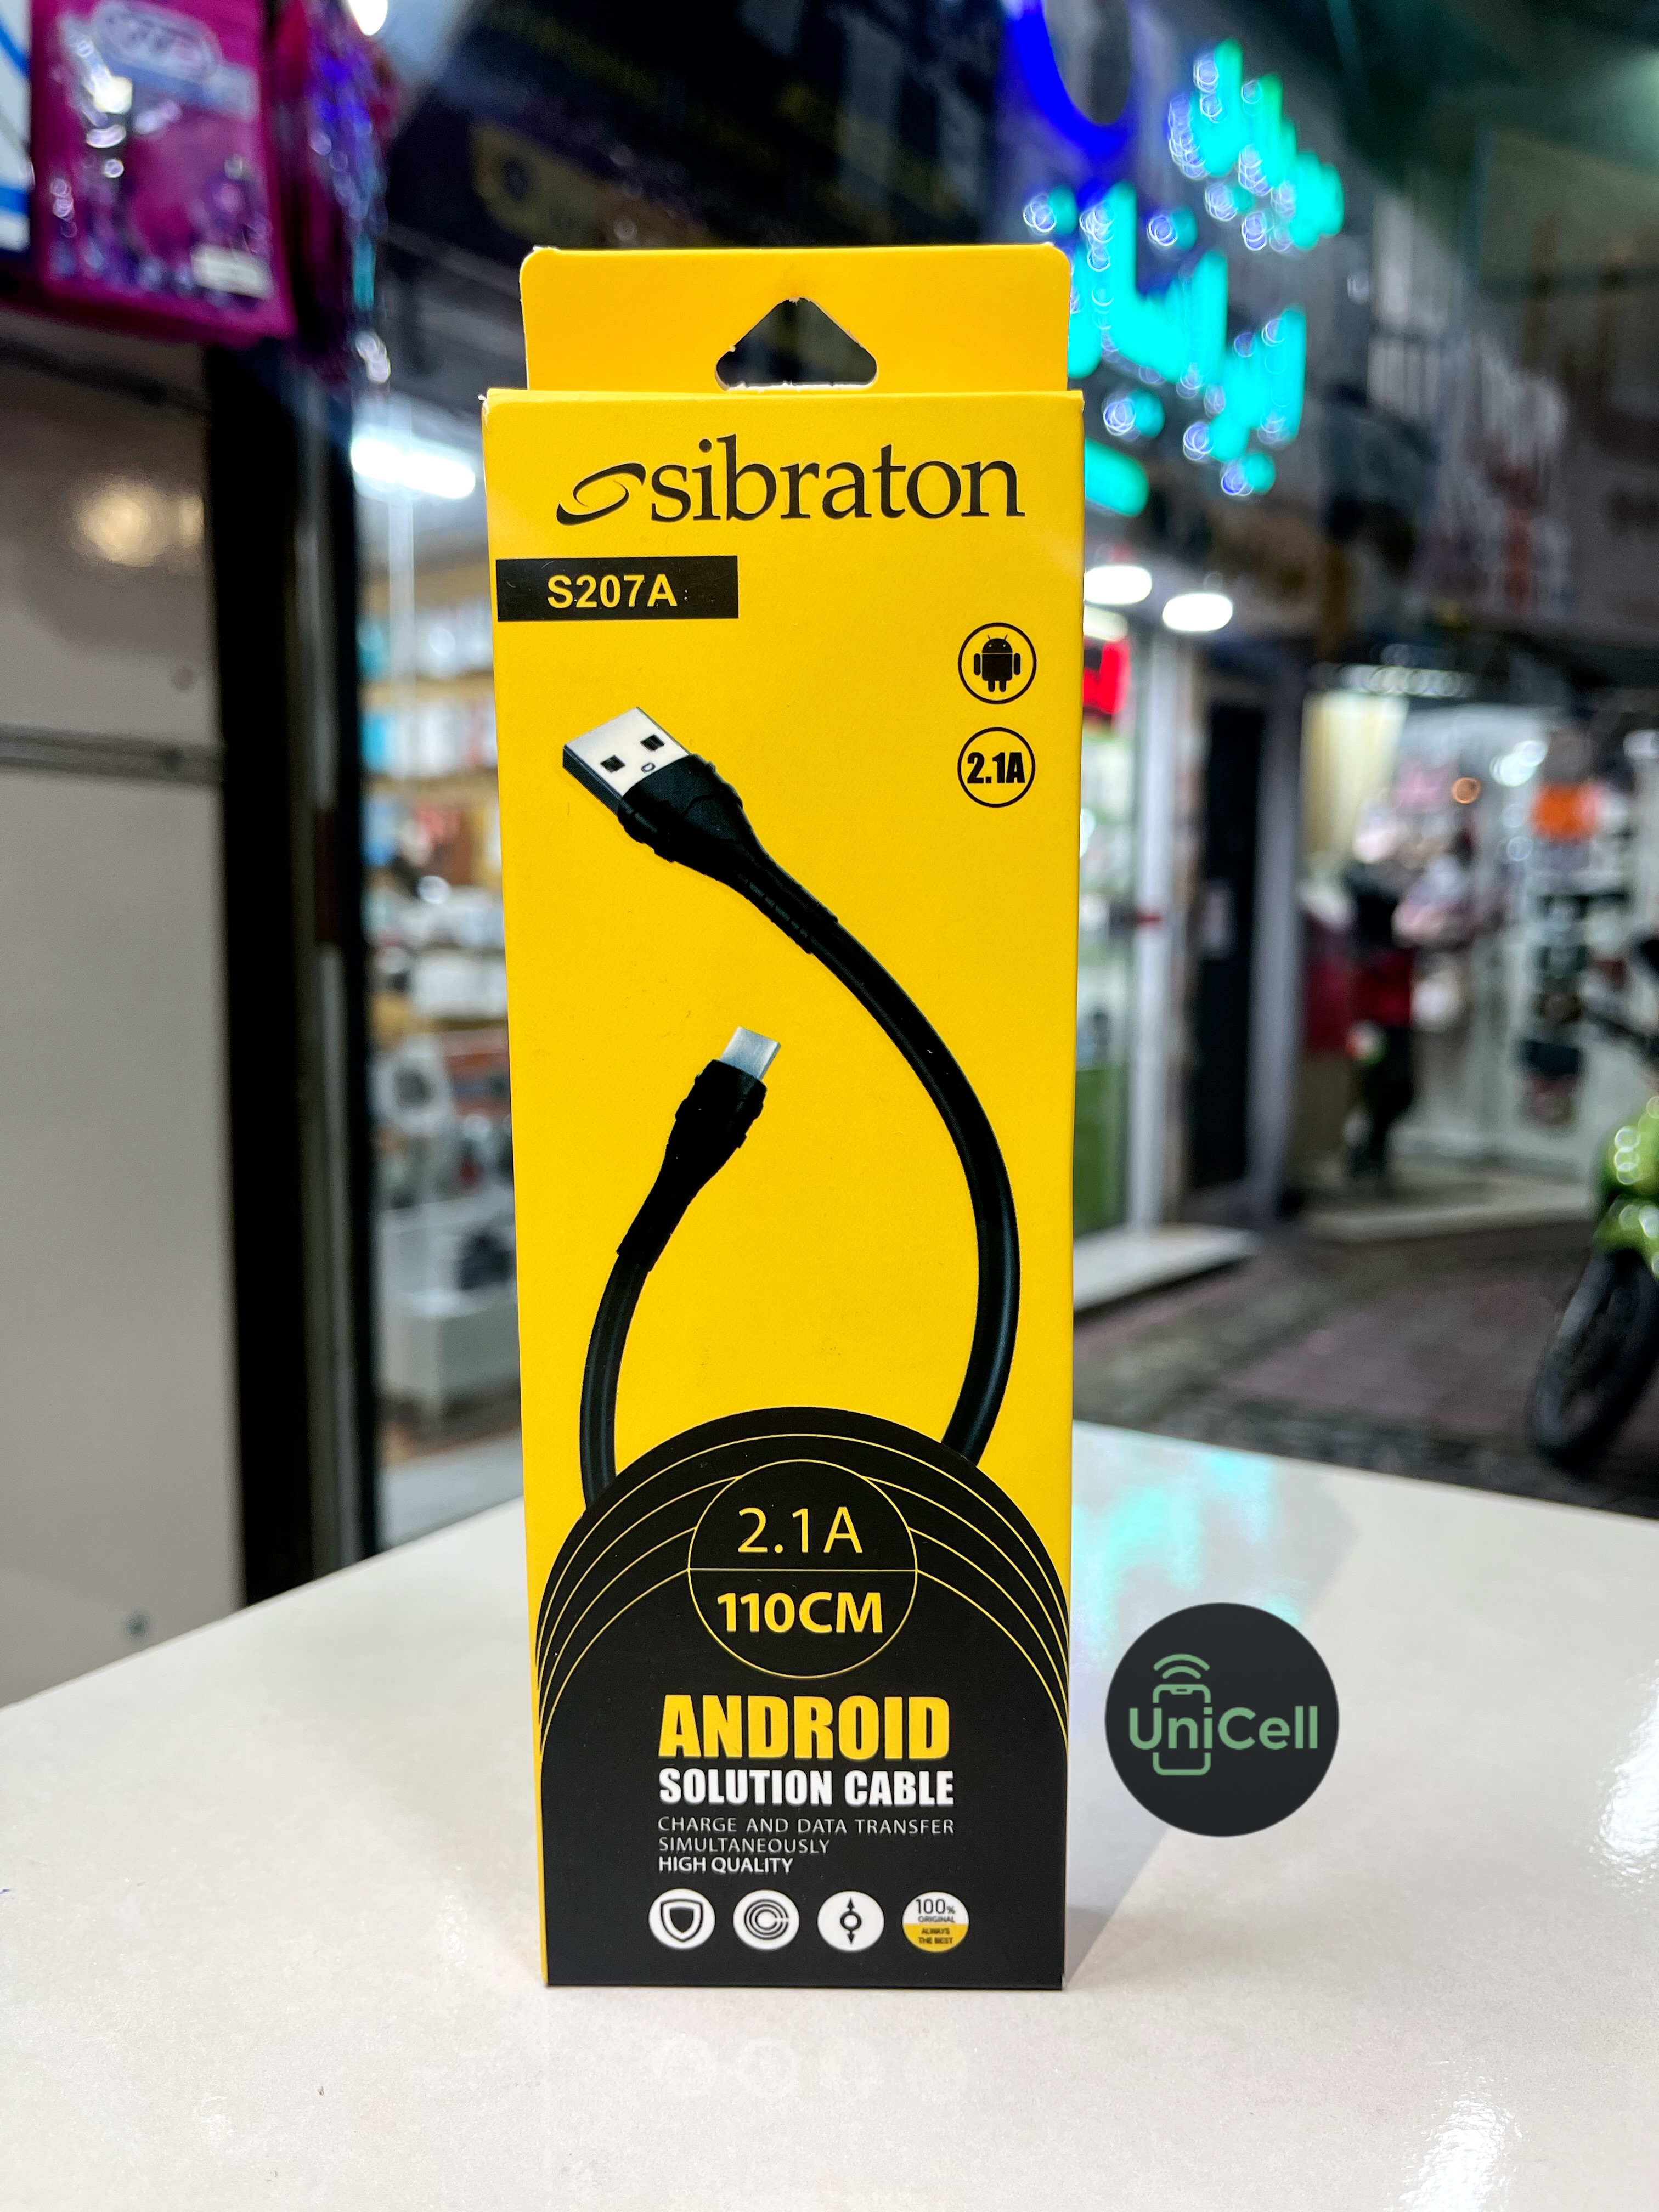 sibraton
S207A
2.1A
2.1A
110CM
ANDROID
SOLUTION CABLE
CHARGE AND DATA TRANSFER
SIMULTANEOUSLY
HIGH QUALITY
100%
ORIGINAL
ALWAYS
THE BEST
UniCell